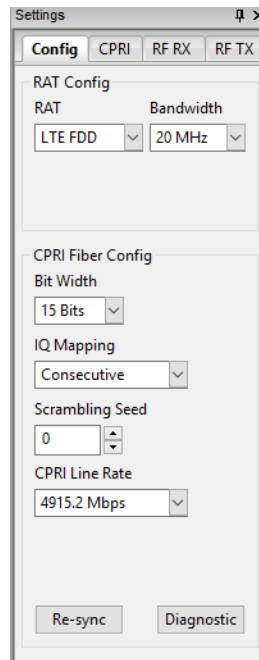 Settings
Config CPRI RF RX RF TX
RAT Config
RAT Bandwidth
LTE FDD 20 MHz
CPRI Fiber Config
Bit Width
15 Bits
IQ Mapping
Consecutive
Scrambling Seed
0
CPRI Line Rate
4915.2 Mbps
Re-sync Diagnostic